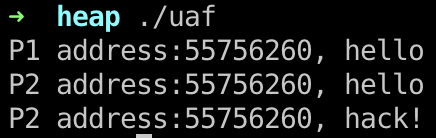 ➜ heap ./uaf
P1 address:55756260, hello
P2 address:55756260, hello
P2 address:55756260, hack!